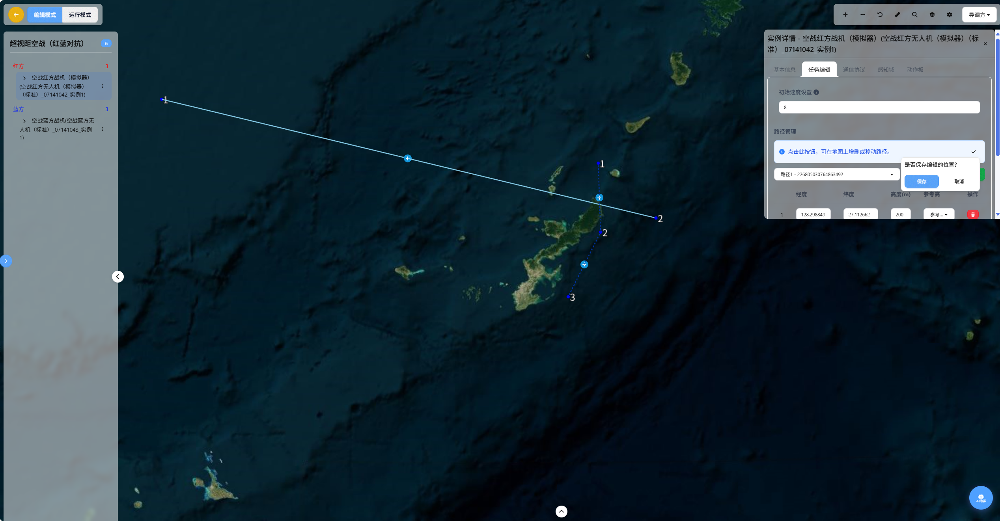 编辑模式
运行模式
导调方
超视距空战（红蓝对抗）
6
红方
3
空战红方战机（模拟器）
(空战红方无人机（模拟器）
（标准）_07141042_实例1)
蓝方
3
空战蓝方战机(空战蓝方无
人机（标准）_07141043_实例
1)
1
2
1
2
3
实例详情 - 空战红方战机（模拟器）(空战红方无人机（模拟器）（标
准）_07141042_实例1)
基本信息
任务编辑
通信协议
感知域
动作板
初始速度设置
8
路径管理
点击此按钮，可在地图上增删或移动路径。
是否保存编辑的位置？
保存
取消
路径1 - 226805030764863492
经度
纬度
高度(m)
参考高
操作
1
128.298849
27.112662
200
参考...
AI助手